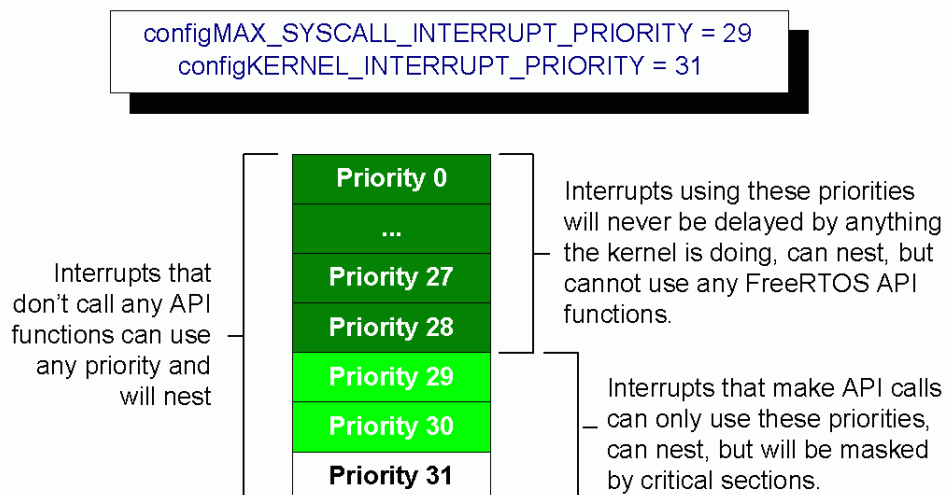 configMAX_SYSCALL_INTERRUPT_PRIORITY = 29
configKERNEL_INTERRUPT_PRIORITY = 31
Interrupts that
don't call any API
functions can use
any priority and
will nest
Priority 0
...
Priority 27
Priority 28
Priority 29
Priority 30
Priority 31
Interrupts using these priorities
will never be delayed by anything
the kernel is doing, can nest, but
cannot use any FreeRTOS API
functions.
Interrupts that make API calls
can only use these priorities,
can nest, but will be masked
by critical sections.